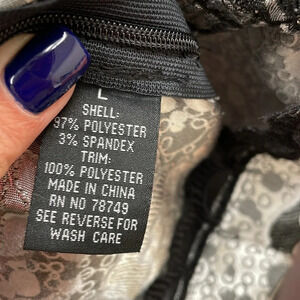 L
SHELL:
97% POLYESTER
3% SPANDEX
TRIM:
100% POLYESTER
MADE IN CHINA
RN NO 78749
SEE REVERSE FOR
WASH CARE